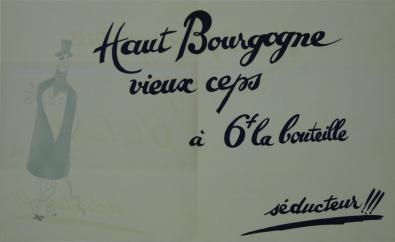 Haut Bourgogne
vieux ceps
à 6f la bouteille
séducteur!!!